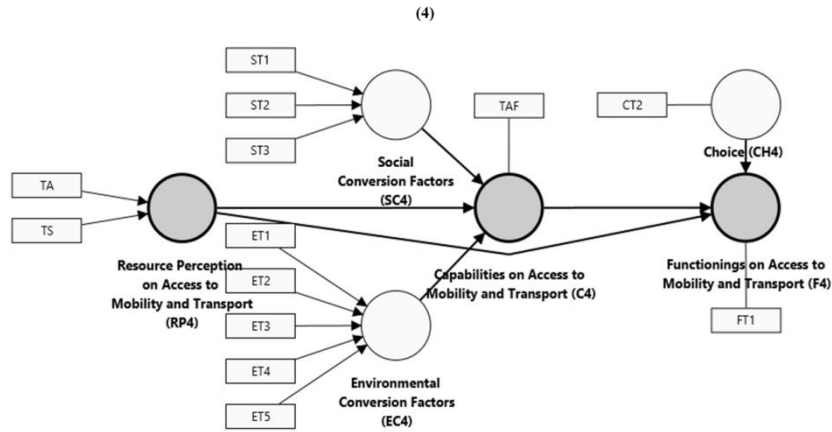 (4)
ST1
ST2
ST3
TAF
CT2
Social
Conversion Factors
(SC4)
Choice (CH4)
TA
TS
Resource Perception
on Access to
Mobility and Transport
(RP4)
ET1
ET2
ET3
ET4
ET5
Capabilities on Access to
Mobility and Transport (C4)
Functionings on Access to
Mobility and Transport (F4)
FT1
Environmental
Conversion Factors
(EC4)